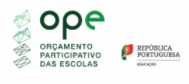 ope
ORÇAMENTO
PARTICIPATIVO
DAS ESCOLAS
REPÚBLICA
PORTUGUESA
EDUCAÇÃO